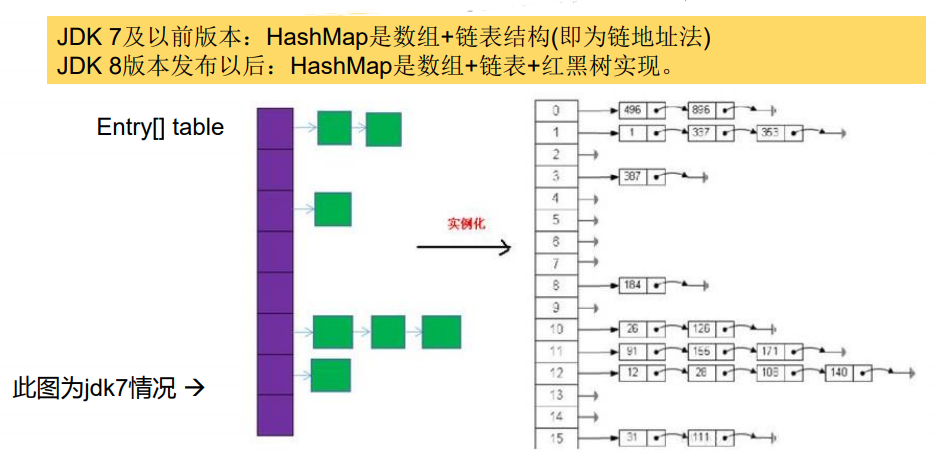 JDK 7及以前版本：HashMap是数组+链表结构(即为链地址法)
JDK 8版本发布以后：HashMap是数组+链表+红黑树实现。
Entry[] table
实例化
此图为jdk7情况 →
0 496 896
1 1 337 353
2
3 387
4
5
6
7
8 184
9
10 26 126
11 91 155 171
12 12 28 108 140
13
14
15 31 111